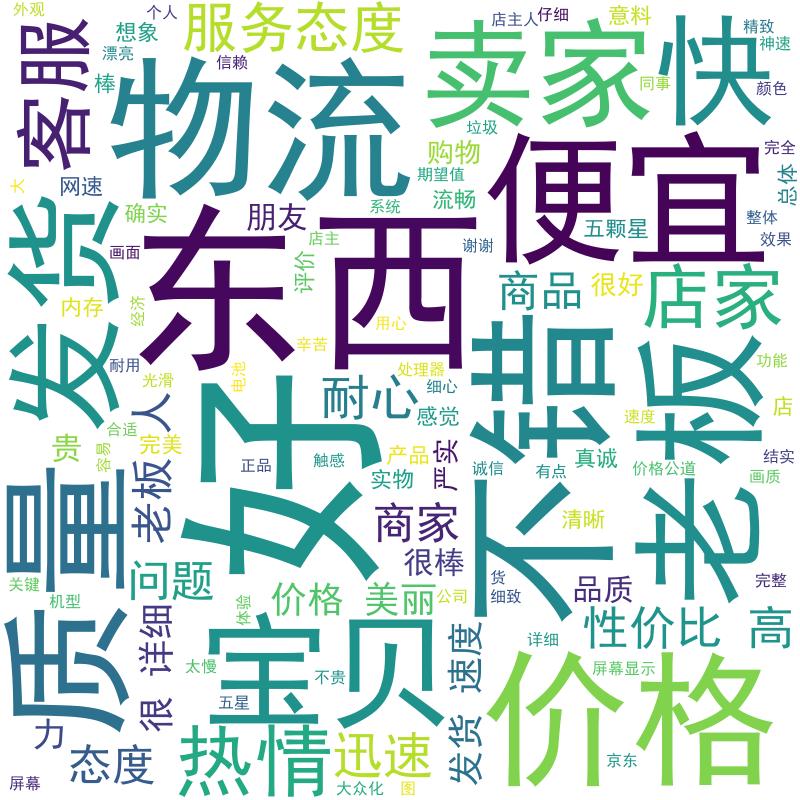 外观
个人
服务态度
店主人
仔细
意料
精致
神速
客服
想象
漂亮
信赖
卖家
快
同事
颜色
棒
物流
垃圾
网速
购物
期望值
便宜
完全
总体
大
确实
朋友
系统
流畅
五颗星
整体
发货
画面
东西
店主
谢谢
效果
评价
商品
很好
店家
内存
经济
用心
不错
老板
耐用
辛苦
处理器
功能
光滑
电池
好
耐心
细心
感觉
速度
店
人
合适
贵
容易
完美
老板
正品
触感
产品
实物
严实
诚信
有点
真诚
价格公道
结实
画质
质量
商家
清晰
问题
很棒
货
细致
品质
完整
关键
机型
体验
价格
美丽
公司
性价比
高
详细
宝贝
速度
详细
太慢
不贵
屏幕显示
很
五星
价格
力
态度
热情
迅速
发货
京东
屏幕
大众化
图